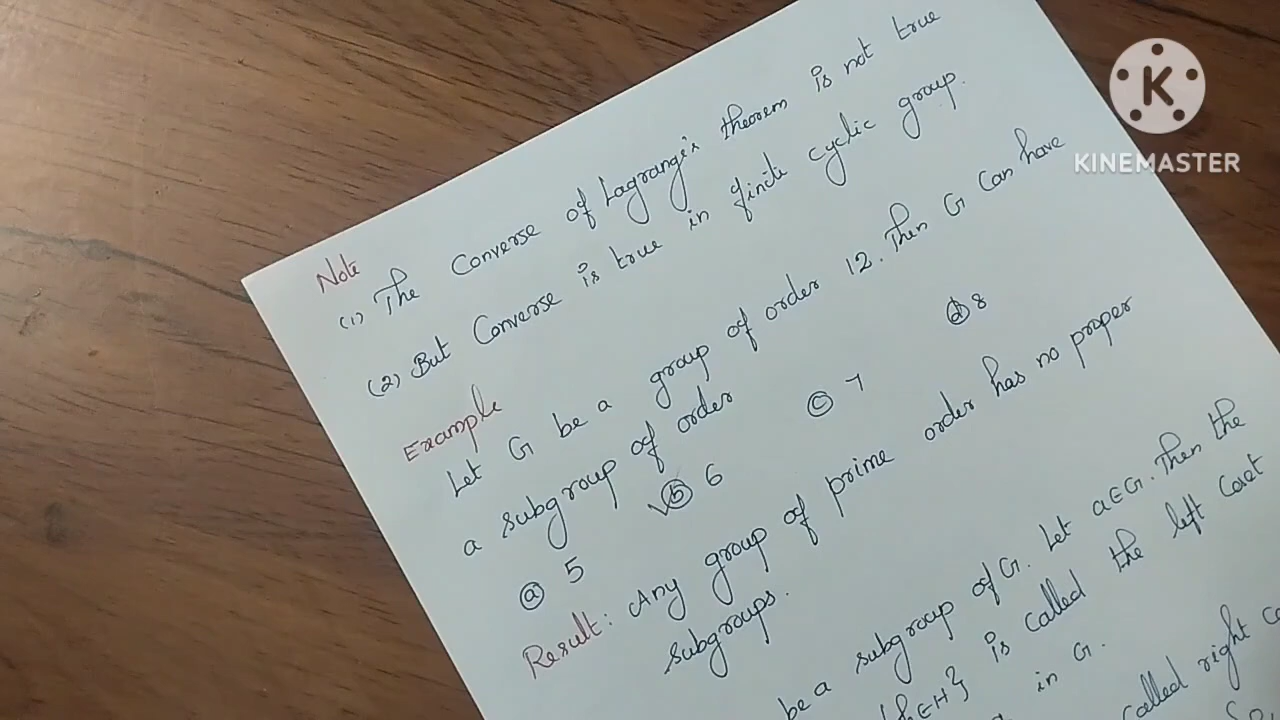 Note
(1) The Converse of Lagrange's theorem is not true
(2) But Converse is true in finite cyclic group.
Example
Let G be a group of order 12. Then G can have
a subgroup of order
(a) 5 (b) 6 (c) 7 (d) 8
Result: Any group of prime order has no proper
subgroups.
be a subgroup of G. Let a∈G. Then the
h∈H} is called the left coset
in G.
called right
K
KINEMASTER